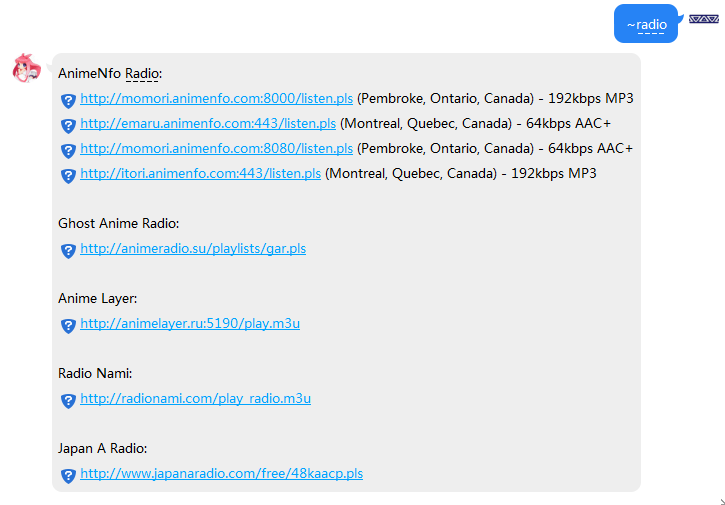 ~radio
AnimeNfo Radio:
http://momori.animenfo.com:8000/listen.pls (Pembroke, Ontario, Canada) - 192kbps MP3
http://emaru.animenfo.com:443/listen.pls (Montreal, Quebec, Canada) - 64kbps AAC+
http://momori.animenfo.com:8080/listen.pls (Pembroke, Ontario, Canada) - 64kbps AAC+
http://itori.animenfo.com:443/listen.pls (Montreal, Quebec, Canada) - 192kbps MP3
Ghost Anime Radio:
http://animeradio.su/playlists/gar.pls
Anime Layer:
http://animelayer.ru:5190/play.m3u
Radio Nami:
http://radionami.com/play_radio.m3u
Japan A Radio:
http://www.japanaradio.com/free/48kaacp.pls